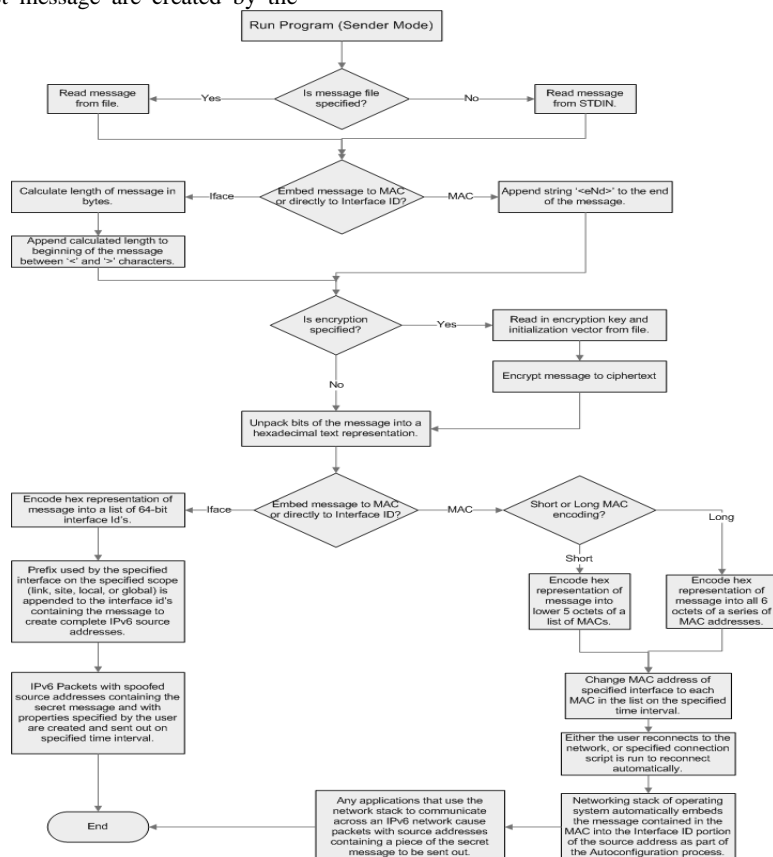 t message are created by the
Run Program (Sender Mode)
Is message file
specified?
Yes
No
Read message
from file.
Read message
from STDIN.
Embed message to MAC
or directly to Interface ID?
Iface
MAC
Calculate length of message in
bytes.
Append string '<eNd>' to the end
of the message.
Append calculated length to
beginning of the message
between '<' and '>' characters.
Is encryption
specified?
Yes
No
Read in encryption key and
initialization vector from file.
Encrypt message to ciphertext
Unpack bits of the message into a
hexadecimal text representation.
Embed message to MAC
or directly to Interface ID?
Iface
MAC
Encode hex representation of
message into a list of 64-bit
interface Id's.
Short or Long MAC
encoding?
Short
Long
Prefix used by the specified
interface on the specified scope
(link, site, local, or global) is
appended to the interface id's
containing the message to
create complete IPv6 source
addresses.
Encode hex
representation of
message into
lower 5 octets of a
list of MACs.
Encode hex
representation of
message into all 6
octets of a series of
MAC addresses.
IPv6 Packets with spoofed
source addresses containing the
secret message and with
properties specified by the user
are created and sent out on
specified time interval.
Change MAC address of
specified interface to each
MAC in the list on the specified
time interval.
Either the user reconnects to the
network, or specified connection
script is run to reconnect
automatically.
Networking stack of operating
system automatically embeds
the message contained in the
MAC into the Interface ID portion
of the source address as part of
the Autoconfiguration process.
Any applications that use the
network stack to communicate
across an IPv6 network cause
packets with source addresses
containing a piece of the secret
message to be sent out.
End